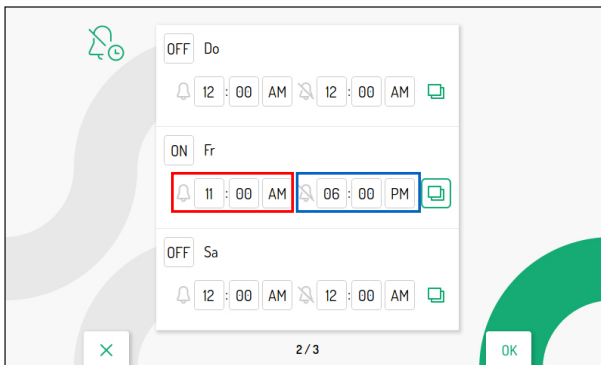 OFF Do
12 : 00 AM 12 : 00 AM
ON Fr
11 : 00 AM 06 : 00 PM
OFF Sa
12 : 00 AM 12 : 00 AM
2/3
OK